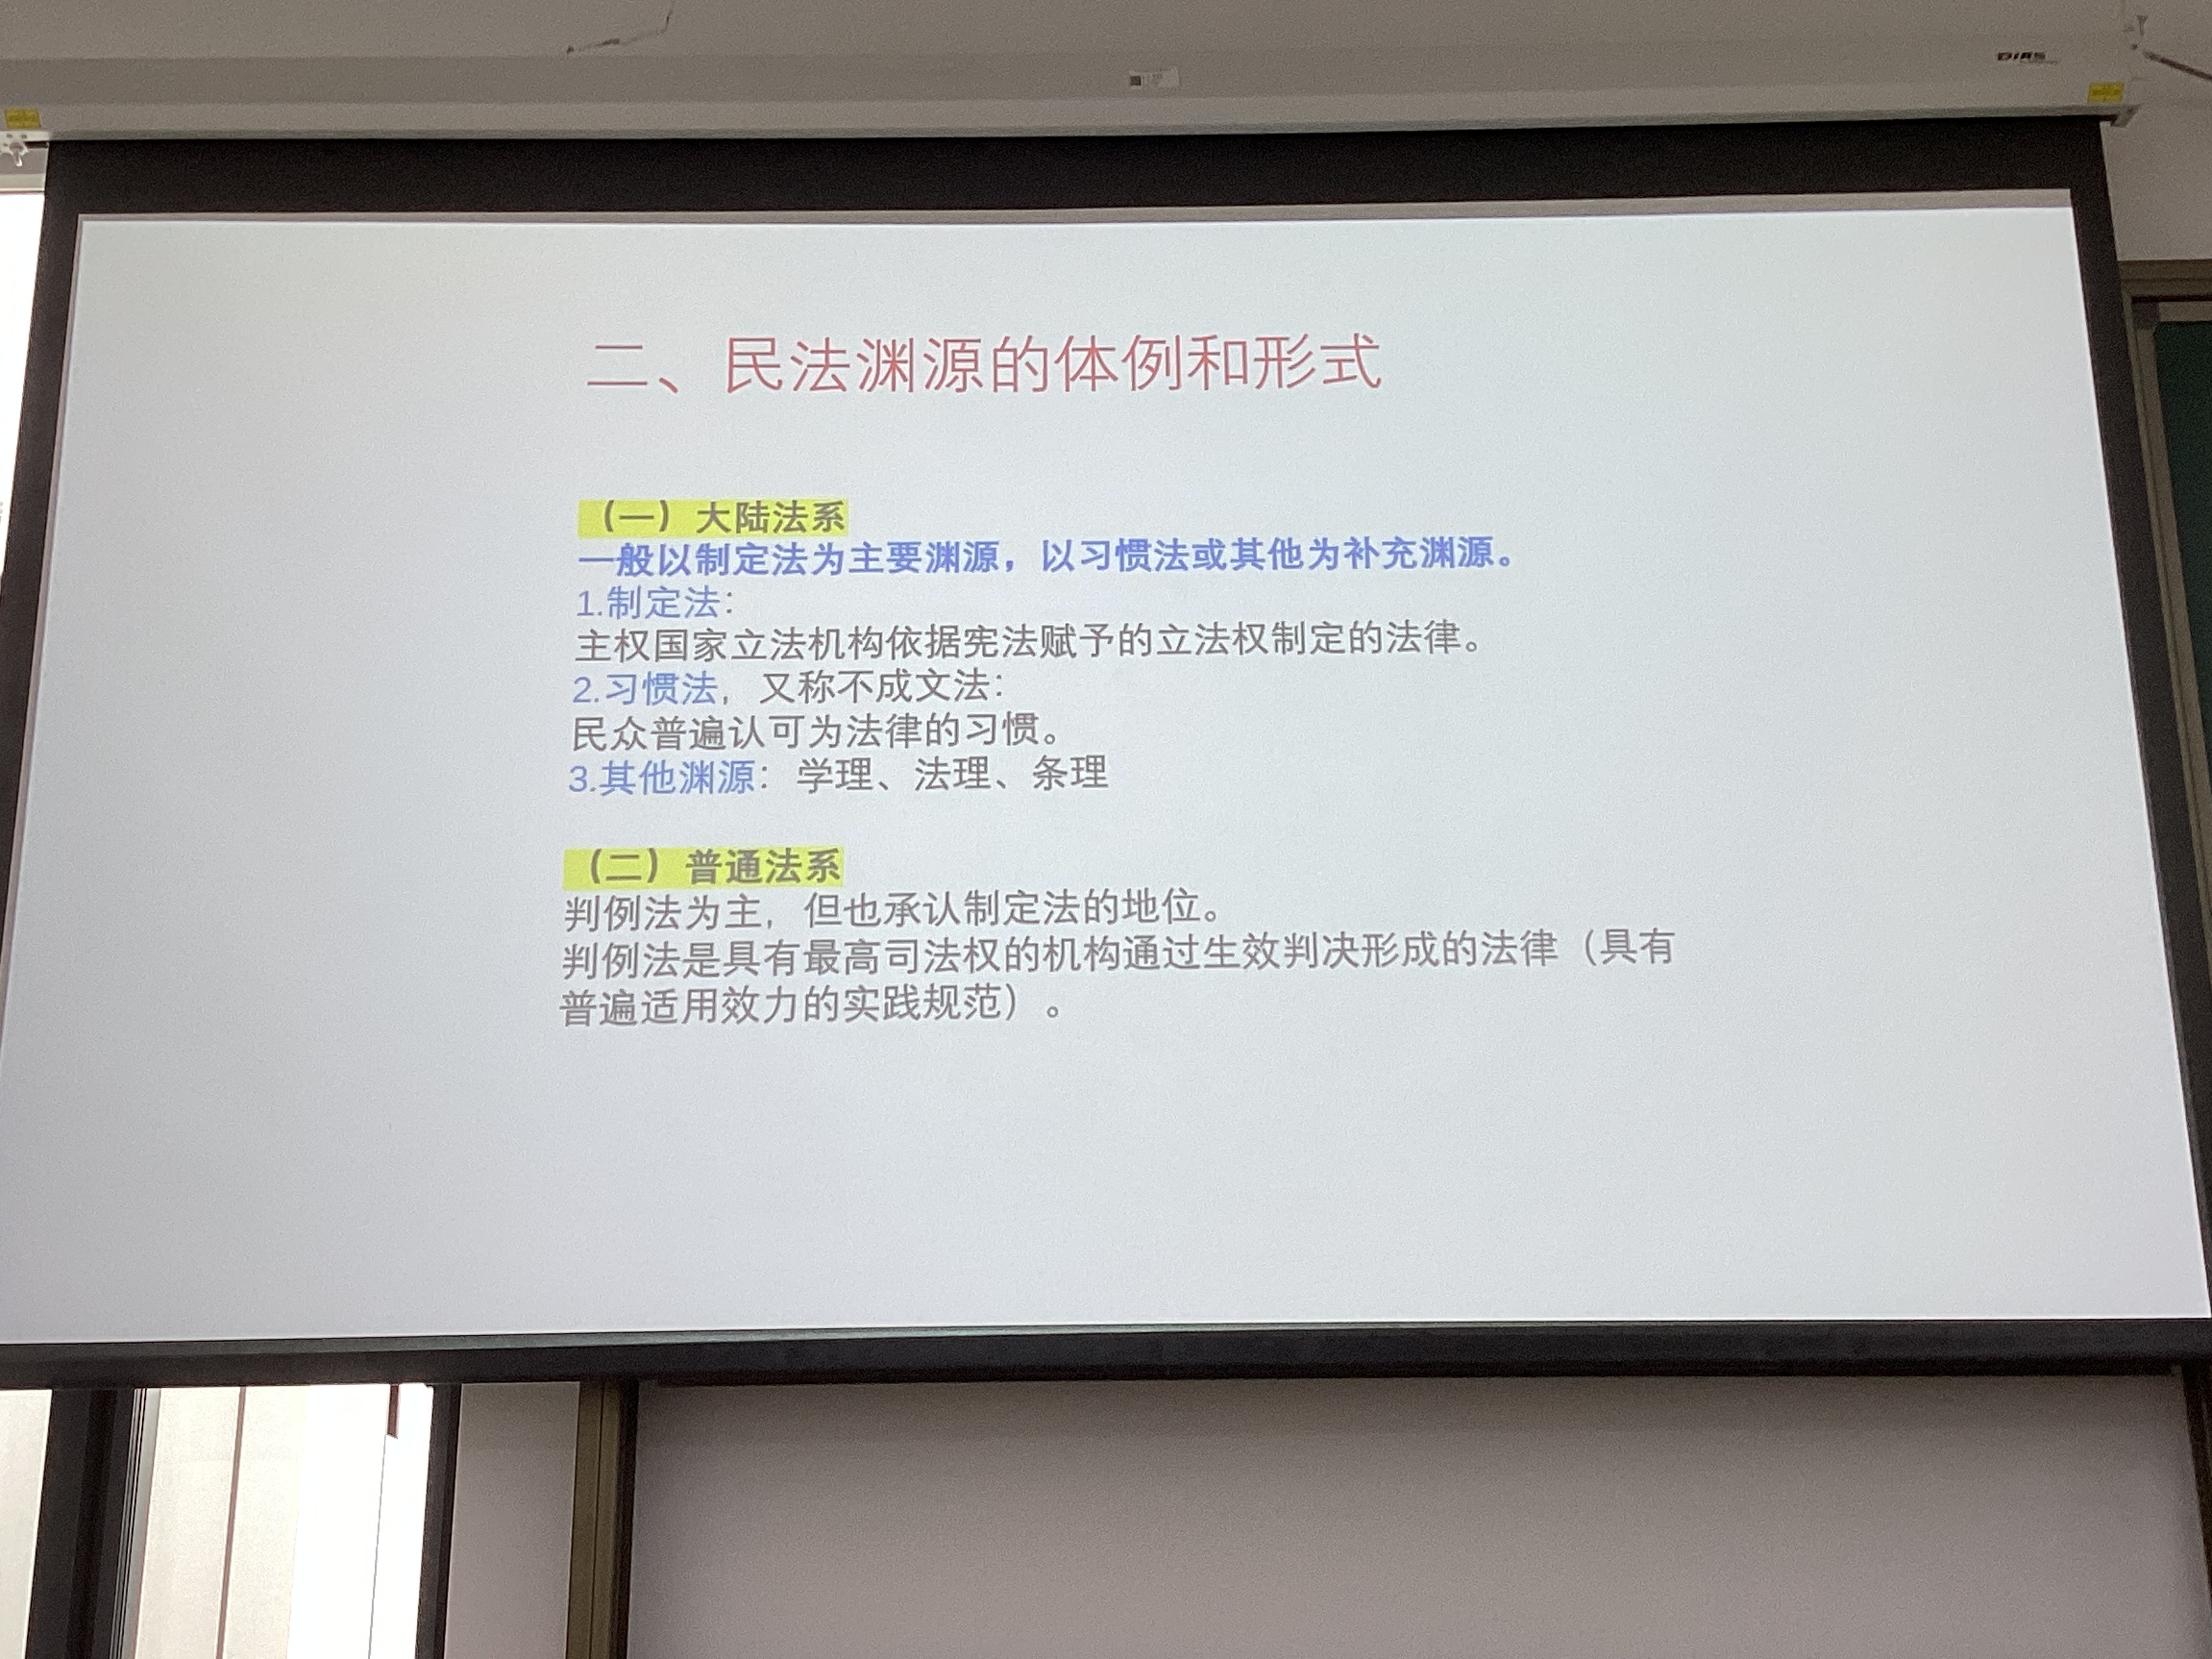 二、民法渊源的体例和形式
（一）大陆法系
一般以制定法为主要渊源，以习惯法或其他为补充渊源。
1.制定法：
主权国家立法机构依据宪法赋予的立法权制定的法律。
2.习惯法，又称不成文法：
民众普遍认可为法律的习惯。
3.其他渊源：学理、法理、条理
（二）普通法系
判例法为主，但也承认制定法的地位。
判例法是具有最高司法权的机构通过生效判决形成的法律（具有
普遍适用效力的实践规范）。